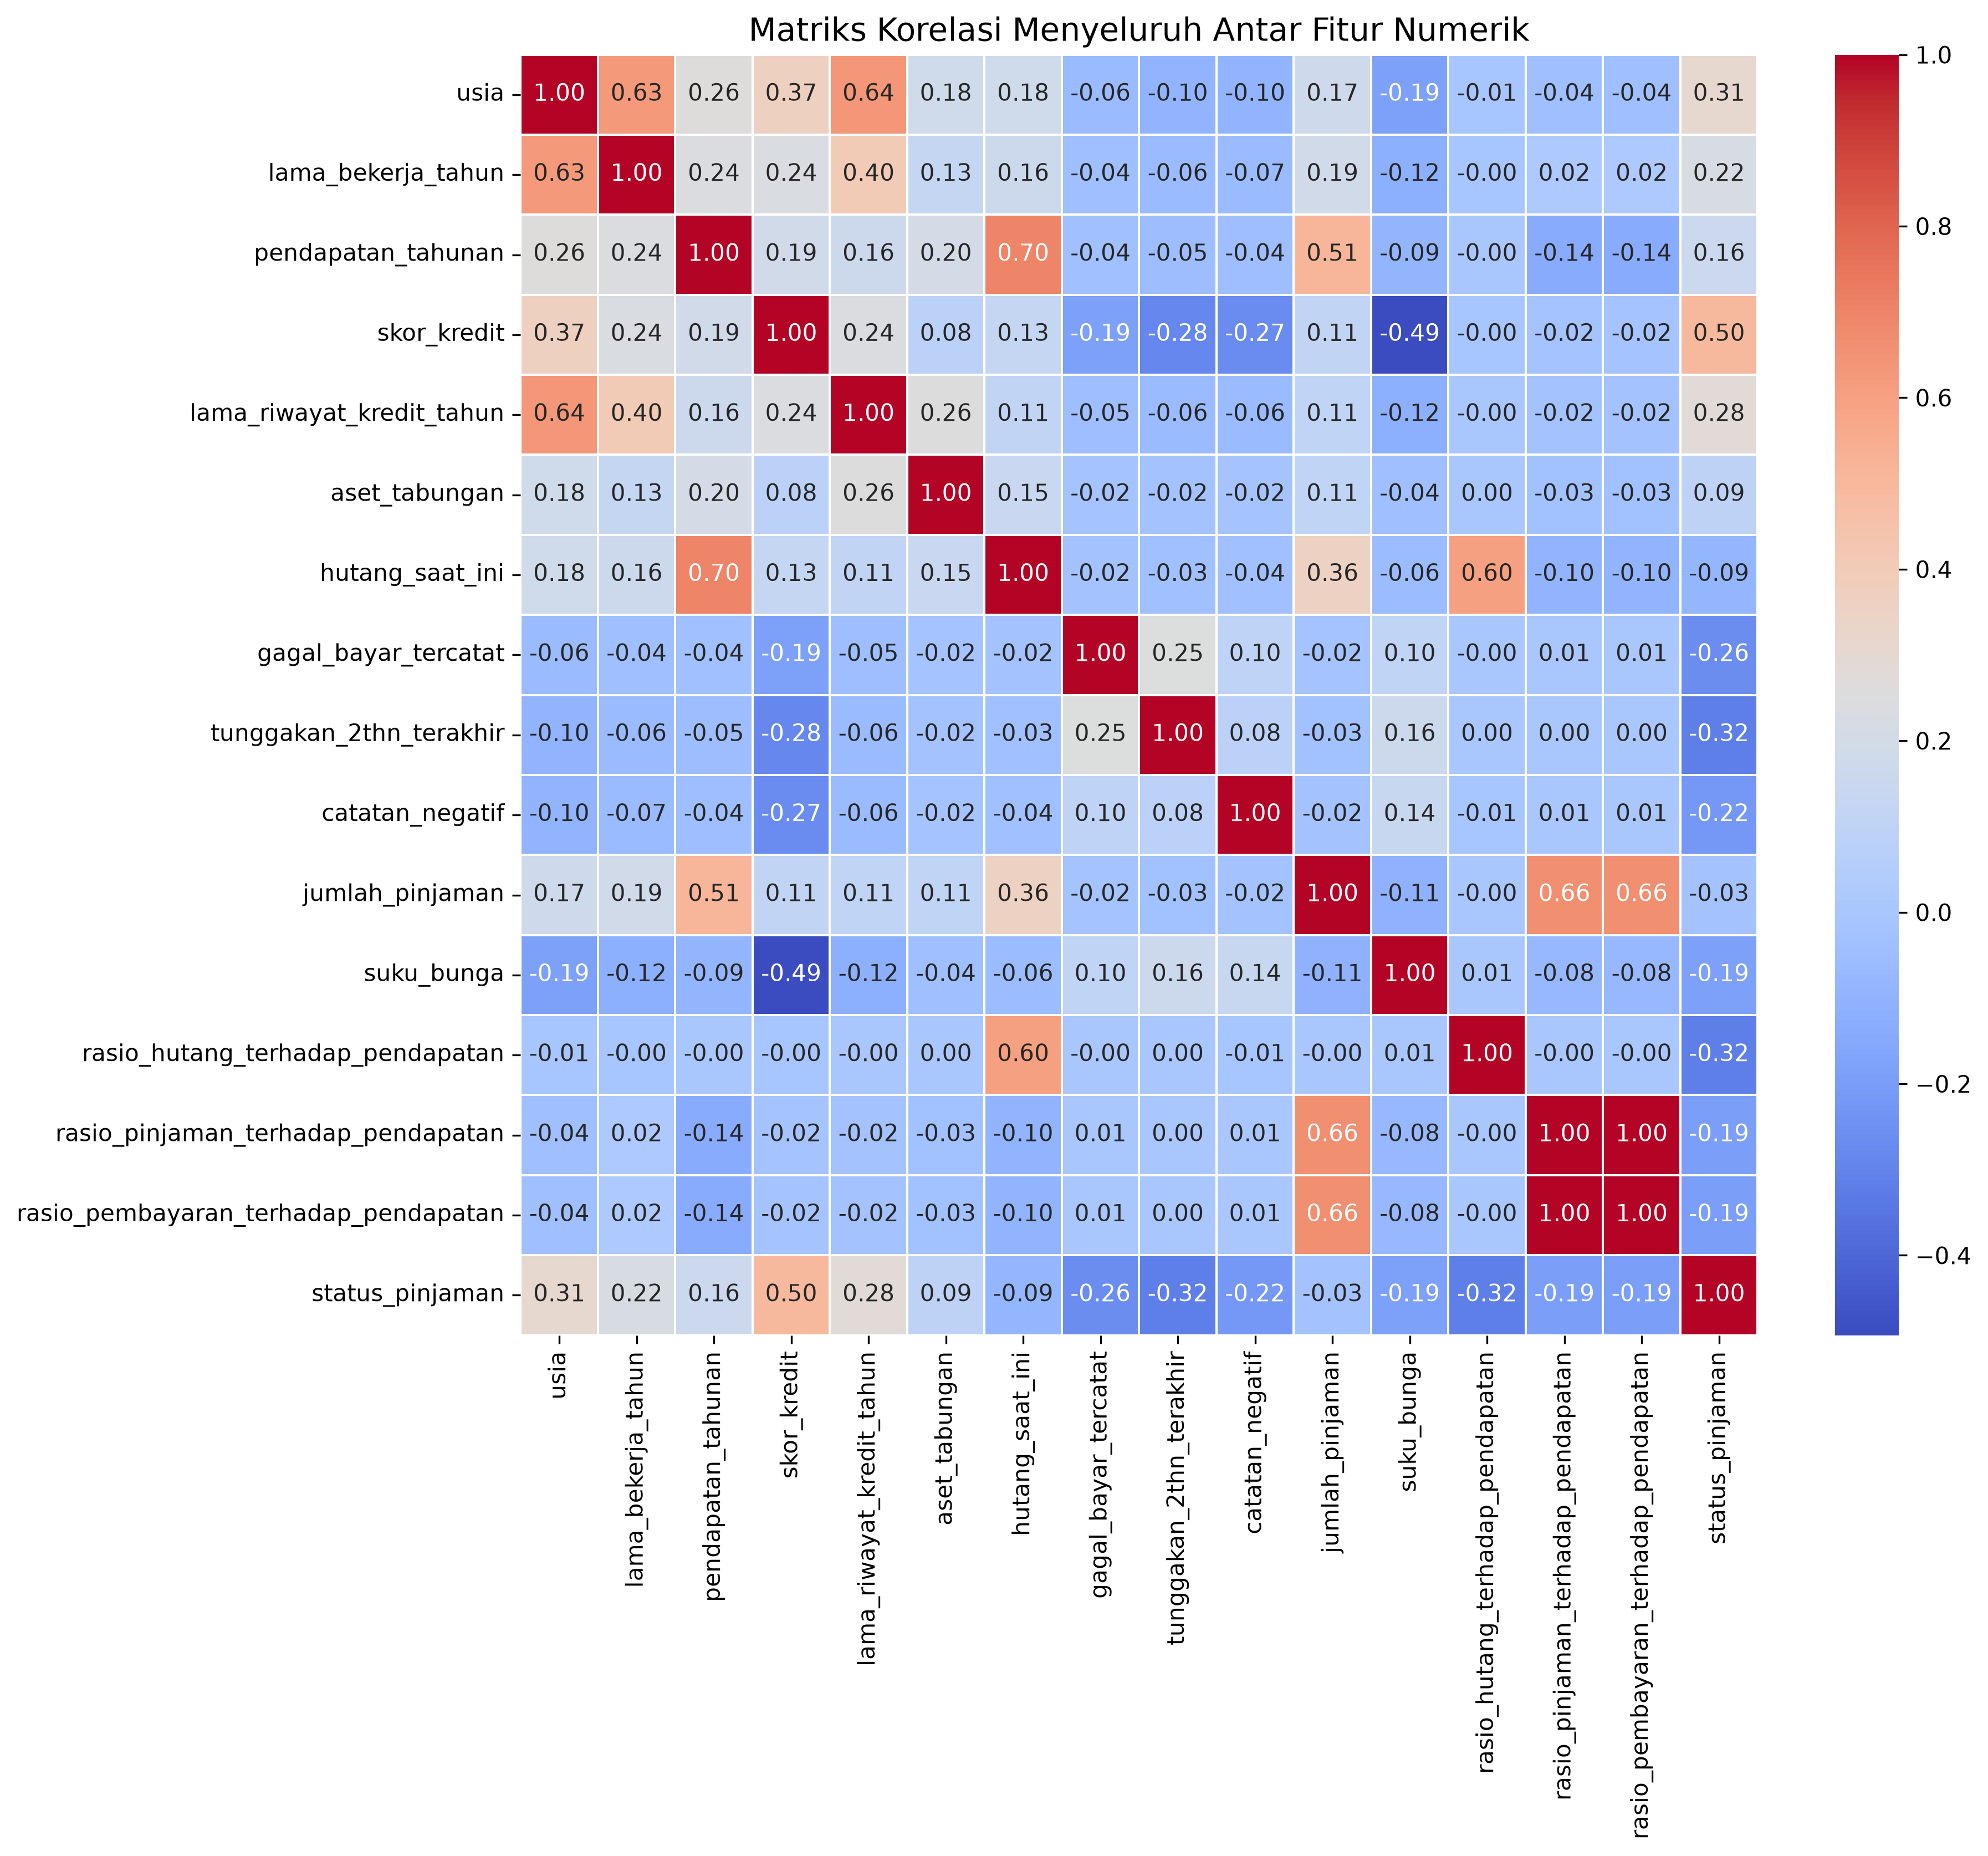 Matriks Korelasi Menyeluruh Antar Fitur Numerik
usia 1.00 0.63 0.26 0.37 0.64 0.18 0.18 -0.06 -0.10 -0.10 0.17 -0.19 -0.01 -0.04 -0.04 0.31
lama_bekerja_tahun 0.63 1.00 0.24 0.24 0.40 0.13 0.16 -0.04 -0.06 -0.07 0.19 -0.12 -0.00 0.02 0.02 0.22
pendapatan_tahunan 0.26 0.24 1.00 0.19 0.16 0.20 0.70 -0.04 -0.05 -0.04 0.51 -0.09 -0.00 -0.14 -0.14 0.16
skor_kredit 0.37 0.24 0.19 1.00 0.24 0.08 0.13 -0.19 -0.28 -0.27 0.11 -0.49 -0.00 -0.02 -0.02 0.50
lama_riwayat_kredit_tahun 0.64 0.40 0.16 0.24 1.00 0.26 0.11 -0.05 -0.06 -0.06 0.11 -0.12 -0.00 -0.02 -0.02 0.28
aset_tabungan 0.18 0.13 0.20 0.08 0.26 1.00 0.15 -0.02 -0.02 -0.02 0.11 -0.04 0.00 -0.03 -0.03 0.09
hutang_saat_ini 0.18 0.16 0.70 0.13 0.11 0.15 1.00 -0.02 -0.03 -0.04 0.36 -0.06 0.60 -0.10 -0.10 -0.09
gagal_bayar_tercatat -0.06 -0.04 -0.04 -0.19 -0.05 -0.02 -0.02 1.00 0.25 0.10 -0.02 0.10 -0.00 0.01 0.01 -0.26
tunggakan_2thn_terakhir -0.10 -0.06 -0.05 -0.28 -0.06 -0.02 -0.03 0.25 1.00 0.08 -0.03 0.16 0.00 0.00 0.00 -0.32
catatan_negatif -0.10 -0.07 -0.04 -0.27 -0.06 -0.02 -0.04 0.10 0.08 1.00 -0.02 0.14 -0.01 0.01 0.01 -0.22
jumlah_pinjaman 0.17 0.19 0.51 0.11 0.11 0.11 0.36 -0.02 -0.03 -0.02 1.00 -0.11 -0.00 0.66 0.66 -0.03
suku_bunga -0.19 -0.12 -0.09 -0.49 -0.12 -0.04 -0.06 0.10 0.16 0.14 -0.11 1.00 0.01 -0.08 -0.08 -0.19
rasio_hutang_terhadap_pendapatan -0.01 -0.00 -0.00 -0.00 -0.00 0.00 0.60 -0.00 0.00 -0.01 -0.00 0.01 1.00 -0.00 -0.00 -0.32
rasio_pinjaman_terhadap_pendapatan -0.04 0.02 -0.14 -0.02 -0.02 -0.03 -0.10 0.01 0.00 0.01 0.66 -0.08 -0.00 1.00 1.00 -0.19
rasio_pembayaran_terhadap_pendapatan -0.04 0.02 -0.14 -0.02 -0.02 -0.03 -0.10 0.01 0.00 0.01 0.66 -0.08 -0.00 1.00 1.00 -0.19
status_pinjaman 0.31 0.22 0.16 0.50 0.28 0.09 -0.09 -0.26 -0.32 -0.22 -0.03 -0.19 -0.32 -0.19 -0.19 1.00
usia
lama_bekerja_tahun
pendapatan_tahunan
skor_kredit
lama_riwayat_kredit_tahun
aset_tabungan
hutang_saat_ini
gagal_bayar_tercatat
tunggakan_2thn_terakhir
catatan_negatif
jumlah_pinjaman
suku_bunga
rasio_hutang_terhadap_pendapatan
rasio_pinjaman_terhadap_pendapatan
rasio_pembayaran_terhadap_pendapatan
status_pinjaman
1.0
0.8
0.6
0.4
0.2
0.0
−0.2
−0.4